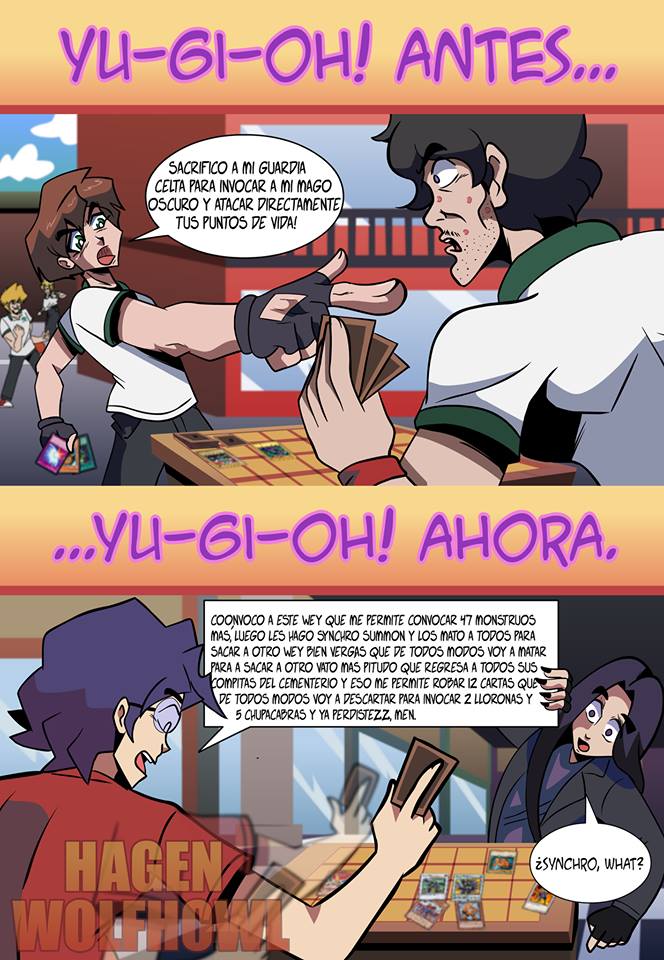 YU-GI-OH! ANTES...
SACRIFICO A MI GUARDIA
CELTA PARA INVOCAR A MI MAGO
OSCURO Y ATACAR DIRECTAMENTE
TUS PUNTOS DE VIDA!
...YU-GI-OH! AHORA.
COONVOCO A ESTE WEY QUE ME PERMITE CONVOCAR 47 MONSTRUOS
MAS, LUEGO LES HAGO SYNCHRO SUMMON Y LOS MATO A TODOS PARA
SACAR A OTRO WEY BIEN VERGAS QUE DE TODOS MODOS VOY A MATAR
PARA A SACAR A OTRO VATO MAS PITUDO QUE REGRESA A TODOS SUS
COMPITAS DEL CEMENTERIO Y ESO ME PERMITE ROBAR 12 CARTAS QUE
DE TODOS MODOS VOY A DESCARTAR PARA INVOCAR 2 LLORONAS Y
5 CHUPACABRAS Y YA PERDISTEZZ, MEN.
¿SYNCHRO, WHAT?
HAGEN
WOLFHOWL